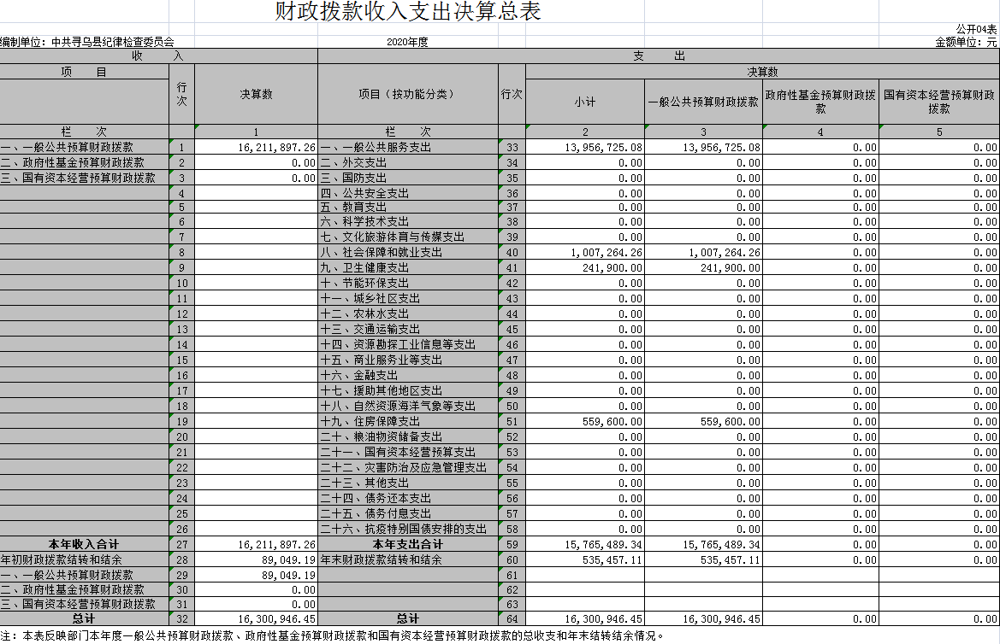 财政拨款收入支出决算总表
公开04表
编制单位：中共寻乌县纪律检查委员会 2020年度 金额单位：元
收 入 支 出
项 目 行次 决算数 项目（按功能分类） 行次 决算数
小计 一般公共预算财政拨款 政府性基金预算财政拨款 国有资本经营预算财政拨款
栏 次 1 栏 次 2 3 4 5
一、一般公共预算财政拨款 1 16,211,897.26 一、一般公共服务支出 33 13,956,725.08 13,956,725.08 0.00 0.00
二、政府性基金预算财政拨款 2 0.00 二、外交支出 34 0.00 0.00 0.00 0.00
三、国有资本经营预算财政拨款 3 0.00 三、国防支出 35 0.00 0.00 0.00 0.00
4 四、公共安全支出 36 0.00 0.00 0.00 0.00
5 五、教育支出 37 0.00 0.00 0.00 0.00
6 六、科学技术支出 38 0.00 0.00 0.00 0.00
7 七、文化旅游体育与传媒支出 39 0.00 0.00 0.00 0.00
8 八、社会保障和就业支出 40 1,007,264.26 1,007,264.26 0.00 0.00
9 九、卫生健康支出 41 241,900.00 241,900.00 0.00 0.00
10 十、节能环保支出 42 0.00 0.00 0.00 0.00
11 十一、城乡社区支出 43 0.00 0.00 0.00 0.00
12 十二、农林水支出 44 0.00 0.00 0.00 0.00
13 十三、交通运输支出 45 0.00 0.00 0.00 0.00
14 十四、资源勘探工业信息等支出 46 0.00 0.00 0.00 0.00
15 十五、商业服务业等支出 47 0.00 0.00 0.00 0.00
16 十六、金融支出 48 0.00 0.00 0.00 0.00
17 十七、援助其他地区支出 49 0.00 0.00 0.00 0.00
18 十八、自然资源海洋气象等支出 50 0.00 0.00 0.00 0.00
19 十九、住房保障支出 51 559,600.00 559,600.00 0.00 0.00
20 二十、粮油物资储备支出 52 0.00 0.00 0.00 0.00
21 二十一、国有资本经营预算支出 53 0.00 0.00 0.00 0.00
22 二十二、灾害防治及应急管理支出 54 0.00 0.00 0.00 0.00
23 二十三、其他支出 55 0.00 0.00 0.00 0.00
24 二十四、债务还本支出 56 0.00 0.00 0.00 0.00
25 二十五、债务付息支出 57 0.00 0.00 0.00 0.00
26 二十六、抗疫特别国债安排的支出 58 0.00 0.00 0.00 0.00
本年收入合计 27 16,211,897.26 本年支出合计 59 15,765,489.34 15,765,489.34 0.00 0.00
年初财政拨款结转和结余 28 89,049.19 年末财政拨款结转和结余 60 535,457.11 535,457.11 0.00 0.00
一、一般公共预算财政拨款 29 89,049.19 61
二、政府性基金预算财政拨款 30 0.00 62
三、国有资本经营预算财政拨款 31 0.00 63
总计 32 16,300,946.45 总计 64 16,300,946.45 16,300,946.45 0.00 0.00
注：本表反映部门本年度一般公共预算财政拨款、政府性基金预算财政拨款和国有资本经营预算财政拨款的总收支和年末结转结余情况。